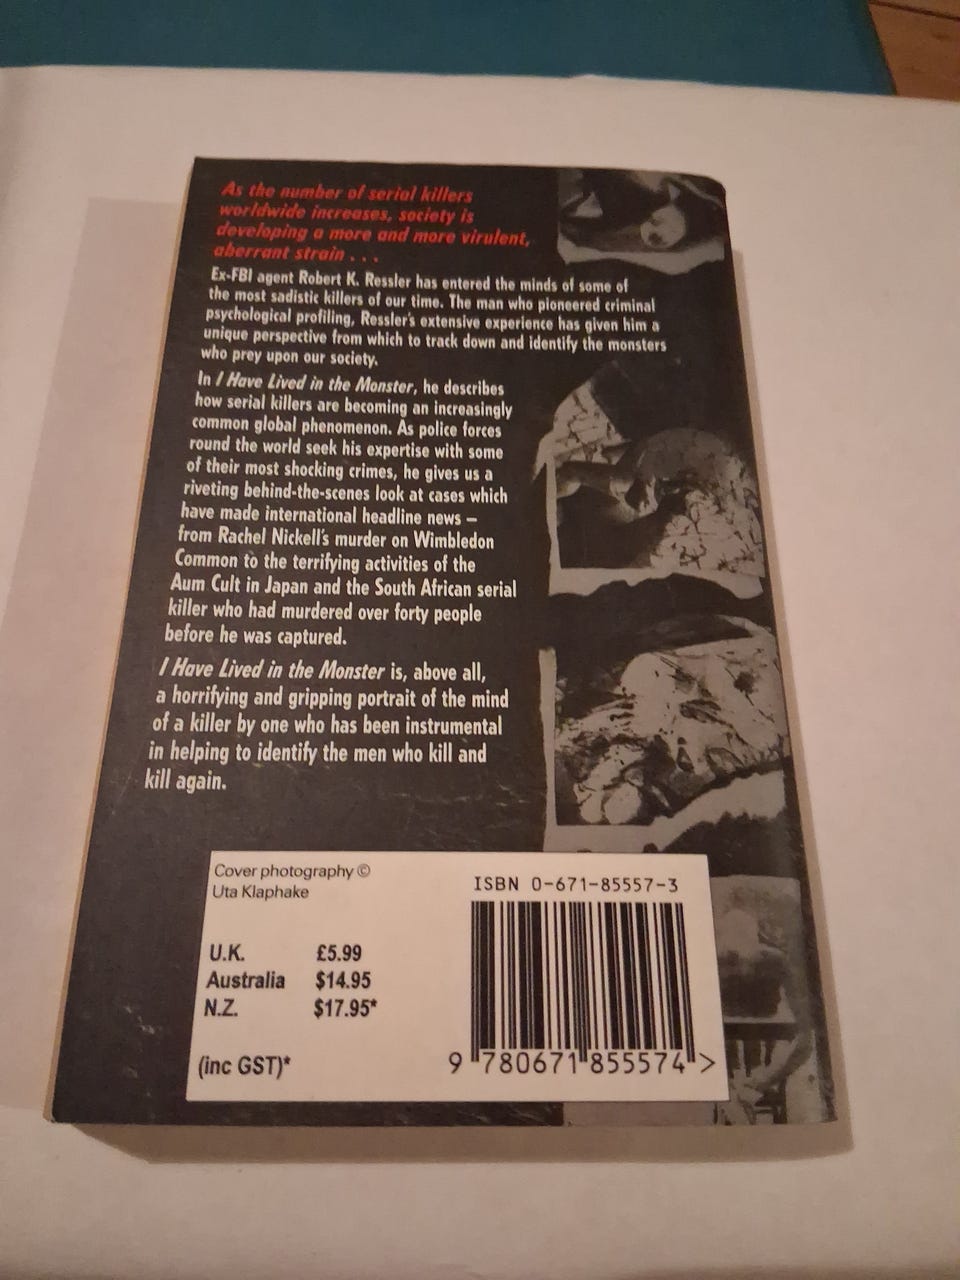 As the number of serial killers
worldwide increases, society is
developing a more and more virulent,
aberrant strain . . .
Ex-FBI agent Robert K. Ressler has entered the minds of some of
the most sadistic killers of our time. The man who pioneered criminal
psychological profiling, Ressler's extensive experience has given him a
unique perspective from which to track down and identify the monsters
who prey upon our society.
In I Have Lived in the Monster, he describes
how serial killers are becoming an increasingly
common global phenomenon. As police forces
round the world seek his expertise with some
of their most shocking crimes, he gives us a
riveting behind-the-scenes look at cases which
have made international headline news –
from Rachel Nickell's murder on Wimbledon
Common to the terrifying activities of the
Aum Cult in Japan and the South African serial
killer who had murdered over forty people
before he was captured.
I Have Lived in the Monster is, above all,
a horrifying and gripping portrait of the mind
of a killer by one who has been instrumental
in helping to identify the men who kill and
kill again.
Cover photography ©
Uta Klaphake
U.K. £5.99
Australia $14.95
N.Z. $17.95*
(inc GST)*
ISBN 0-671-85557-3
9 780671 855574 >